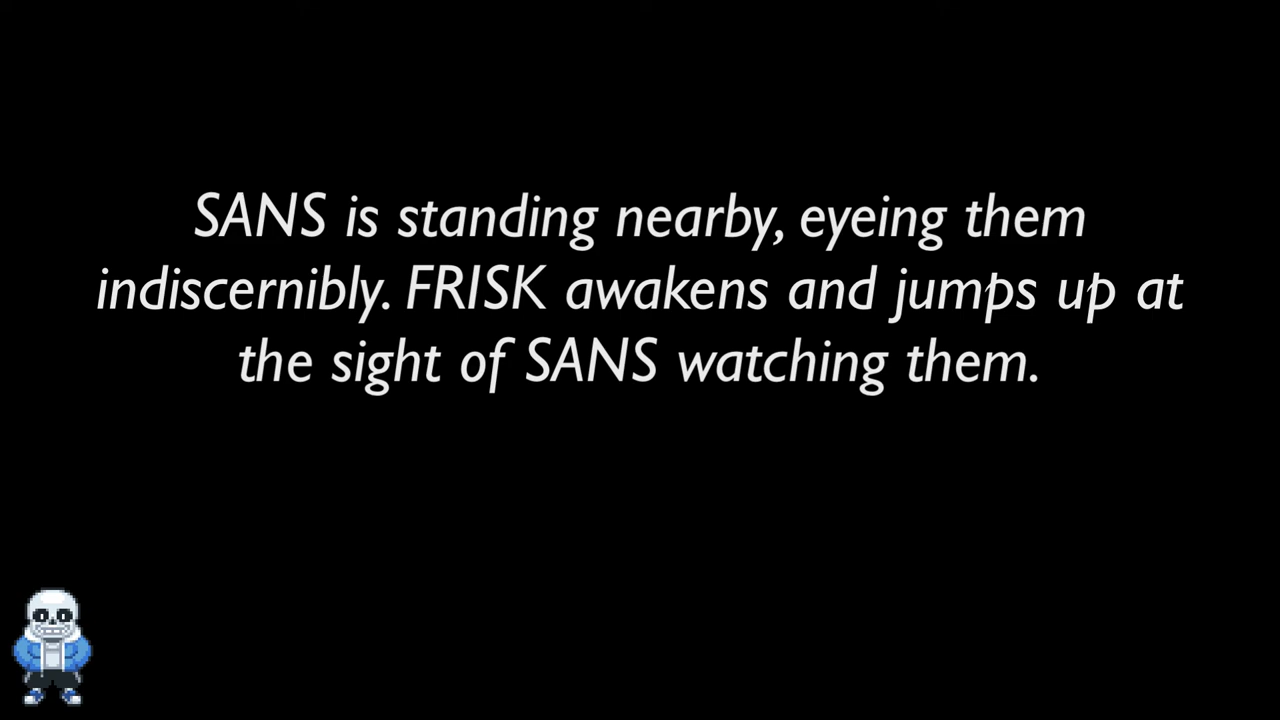 SANS is standing nearby, eyeing them
indiscernibly. FRISK awakens and jumps up at
the sight of SANS watching them.